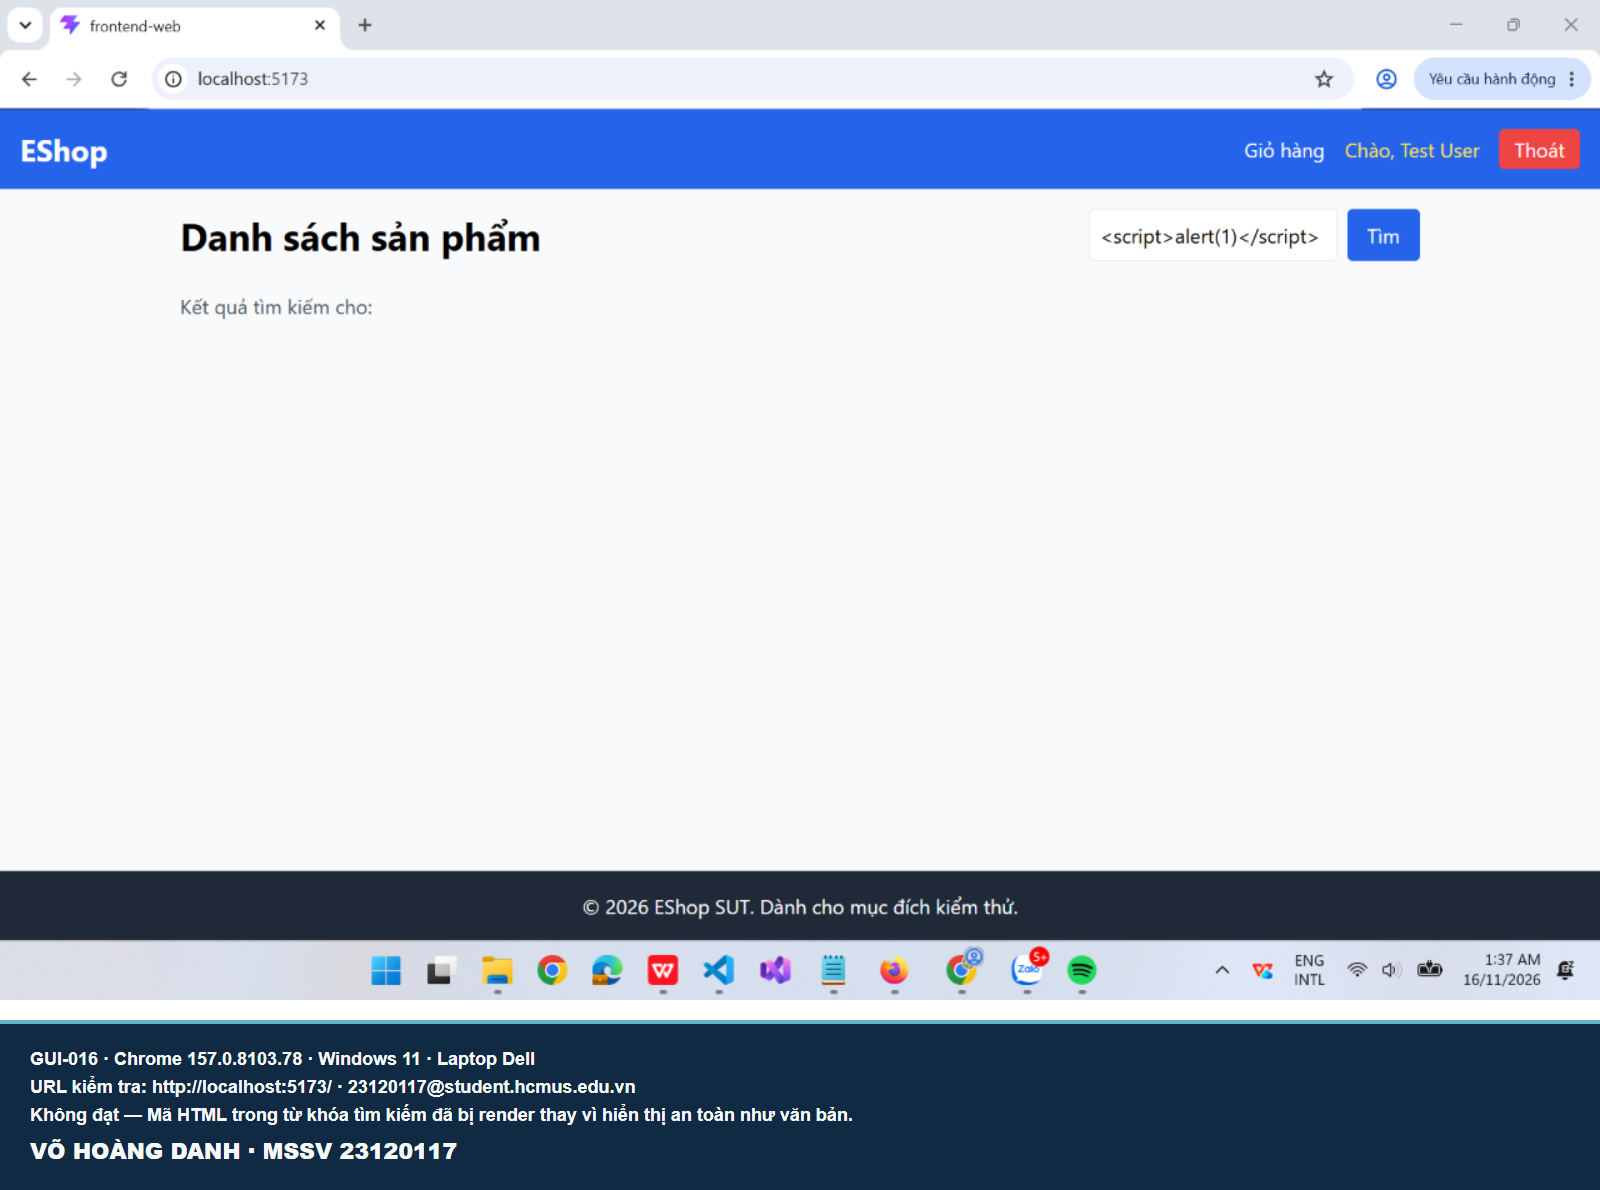 frontend-web
localhost:5173
Yêu cầu hành động
EShop
Giỏ hàng
Chào, Test User
Thoát
Danh sách sản phẩm
<script>alert(1)</script>
Tìm
Kết quả tìm kiếm cho:
© 2026 EShop SUT. Dành cho mục đích kiểm thử.
Zalo
5+
ENG
INTL
1:37 AM
16/11/2026
GUI-016 · Chrome 157.0.8103.78 · Windows 11 · Laptop Dell
URL kiểm tra: http://localhost:5173/ · 23120117@student.hcmus.edu.vn
Không đạt — Mã HTML trong từ khóa tìm kiếm đã bị render thay vì hiển thị an toàn như văn bản.
VÕ HOÀNG DANH · MSSV 23120117